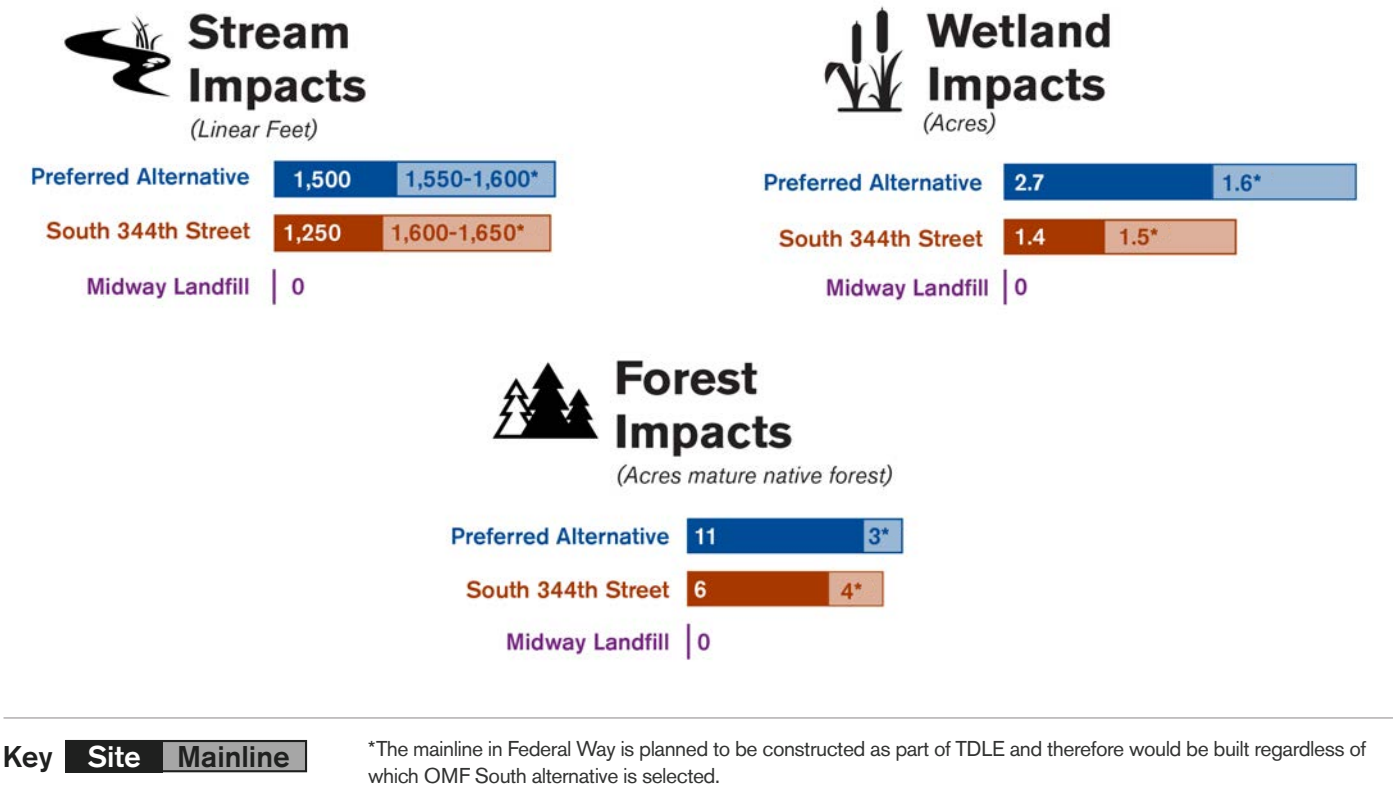 Stream
Impacts
(Linear Feet)
Preferred Alternative 1,500 1,550-1,600*
South 344th Street 1,250 1,600-1,650*
Midway Landfill 0
Wetland
Impacts
(Acres)
Preferred Alternative 2.7 1.6*
South 344th Street 1.4 1.5*
Midway Landfill 0
Forest
Impacts
(Acres mature native forest)
Preferred Alternative 11 3*
South 344th Street 6 4*
Midway Landfill 0
Key Site Mainline
*The mainline in Federal Way is planned to be constructed as part of TDLE and therefore would be built regardless of
which OMF South alternative is selected.